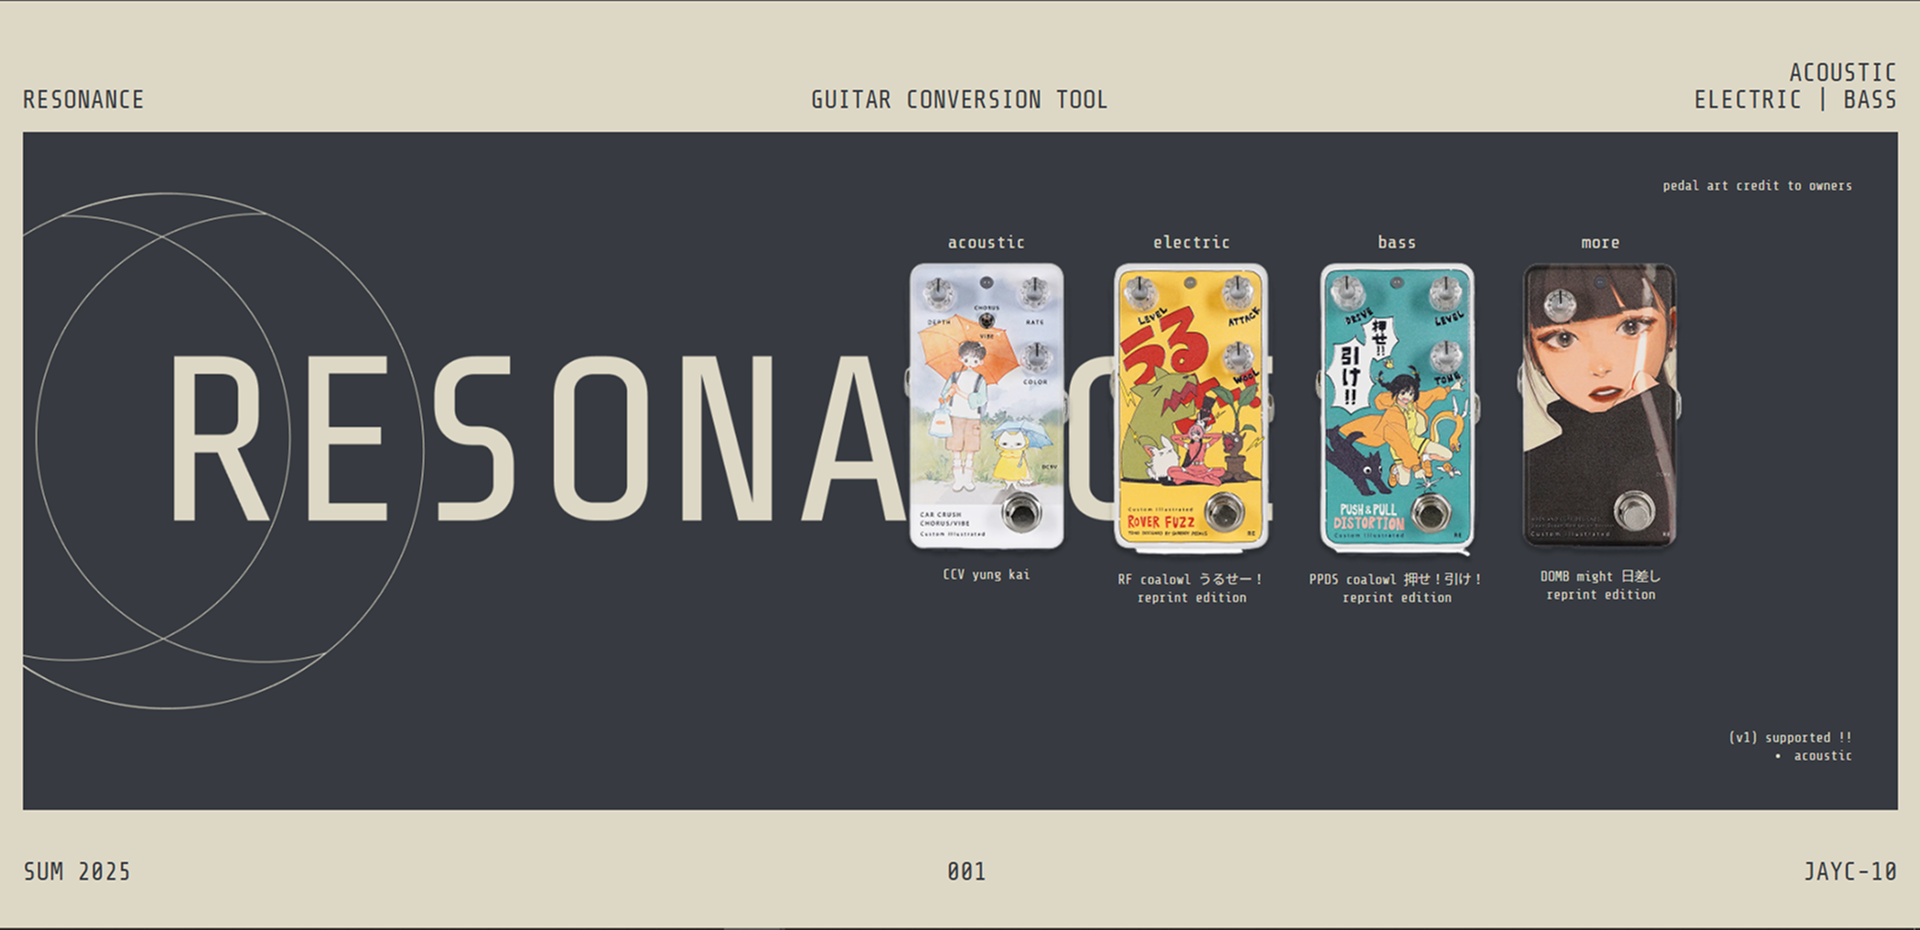 RESONANCE
GUITAR CONVERSION TOOL
ACOUSTIC
ELECTRIC | BASS
pedal art credit to owners
RESONA
acoustic
DEPTH
CHORUS
RATE
VIBE
COLOR
DC9V
CAR CRUSH
CHORUS/VIBE
Custom Illustrated
CCV yung kai
electric
LEVEL
ATTACK
うる
WOOL
Custom Illustrated
ROVER FUZZ
RE
RF coalowl うるせー！
reprint edition
bass
DRIVE
LEVEL
押せ!!
引け!!
TONE
PUSH & PULL
DISTORTION
Custom Illustrated
RE
PPDS coalowl 押せ！引け！
reprint edition
more
Custom Illustrated
RE
DOMB might 日差し
reprint edition
(v1) supported !!
• acoustic
SUM 2025
001
JAYC-10